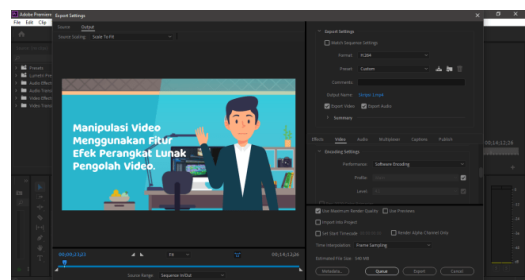 Adobe Premiere
Export Settings
File Edit Clip
Source Output
Source Scaling: Scale To Fit
Export Settings
Match Sequence Settings
Format: H.264
Preset: Custom
Comments:
Output Name:
Export Video Export Audio
Summary
Manipulasi Video
Menggunakan Fitur
Efek Perangkat Lunak
Pengolah Video.
Effects Video Audio Multiplexer Captions Publish
Encoding Settings
Performance: Software Encoding
Profile:
Level:
Use Maximum Render Quality Use Previews
Import Into Project
Set Start Timecode Render Alpha Channel Only
Time Interpolation: Frame Sampling
Estimated File Size:
Metadata... Queue Export Cancel
Fit
Source Range: Sequence In/Out
Presets